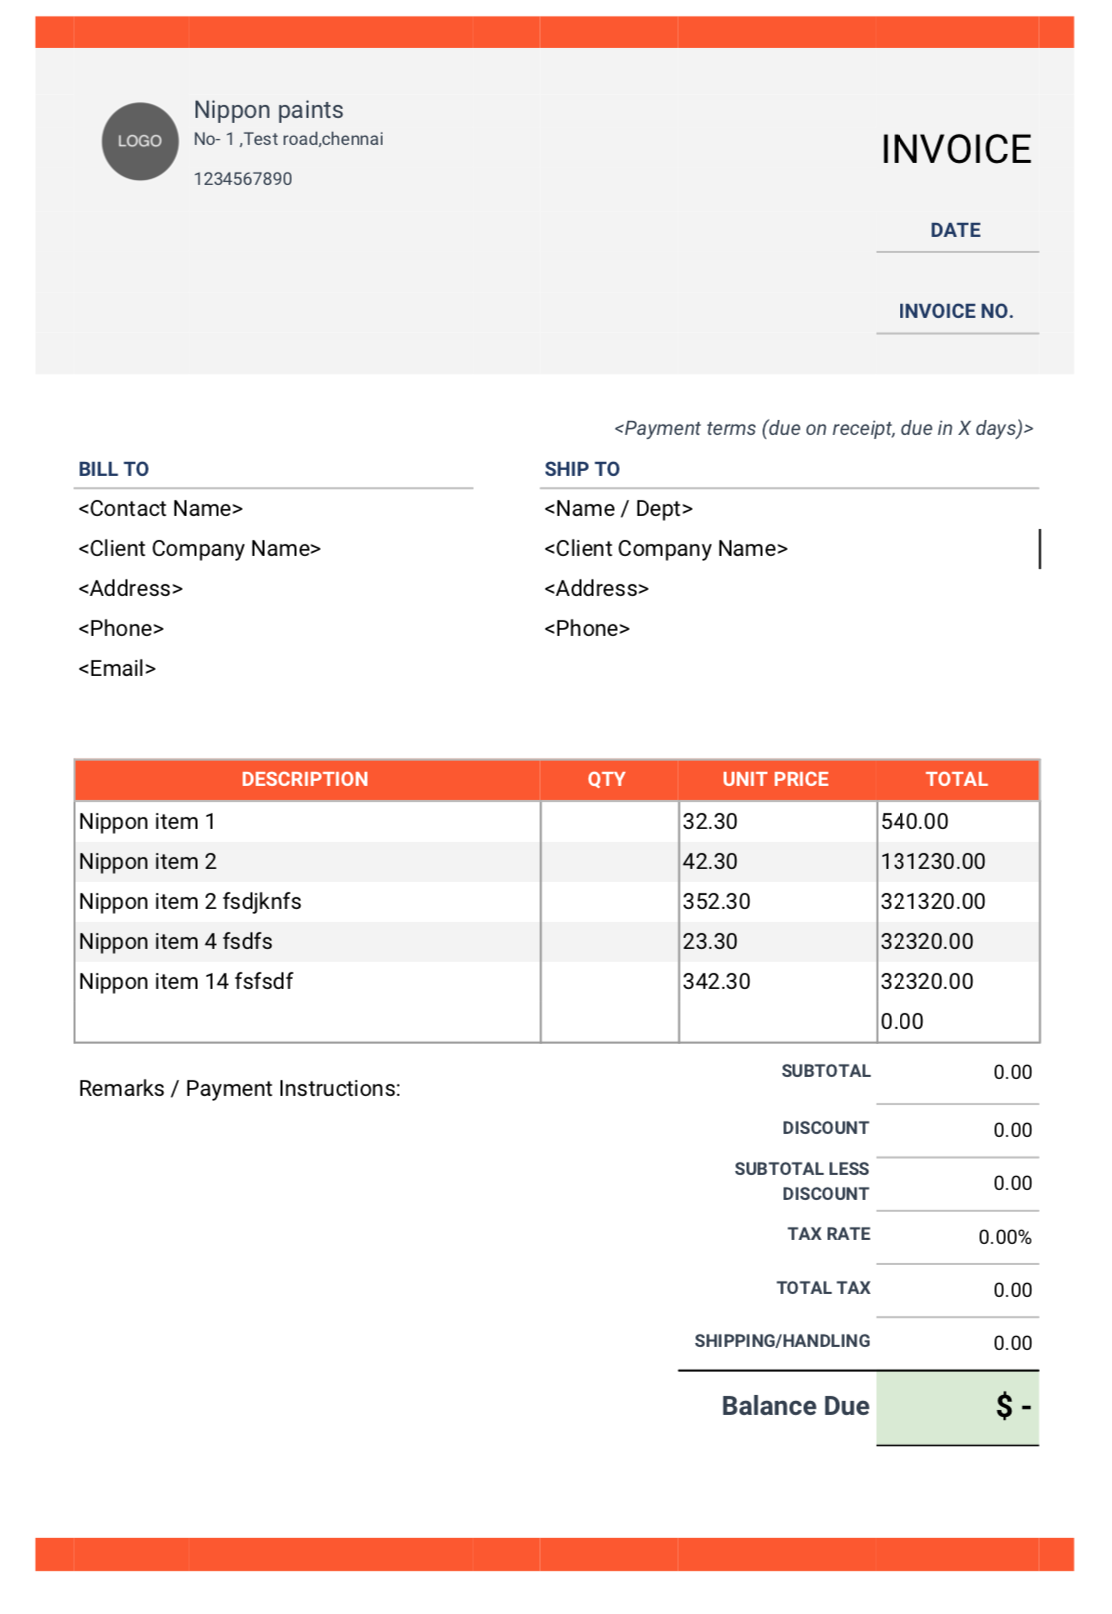 LOGO
Nippon paints
No- 1 ,Test road,chennai
1234567890
INVOICE
DATE
INVOICE NO.
<Payment terms (due on receipt, due in X days)>
BILL TO
<Contact Name>
<Client Company Name>
<Address>
<Phone>
<Email>
SHIP TO
<Name / Dept>
<Client Company Name>
<Address>
<Phone>
DESCRIPTION QTY UNIT PRICE TOTAL
Nippon item 1 32.30 540.00
Nippon item 2 42.30 131230.00
Nippon item 2 fsdjknfs 352.30 321320.00
Nippon item 4 fsdfs 23.30 32320.00
Nippon item 14 fsfsdf 342.30 32320.00
0.00
Remarks / Payment Instructions:
SUBTOTAL 0.00
DISCOUNT 0.00
SUBTOTAL LESS
DISCOUNT 0.00
TAX RATE 0.00%
TOTAL TAX 0.00
SHIPPING/HANDLING 0.00
Balance Due $ -